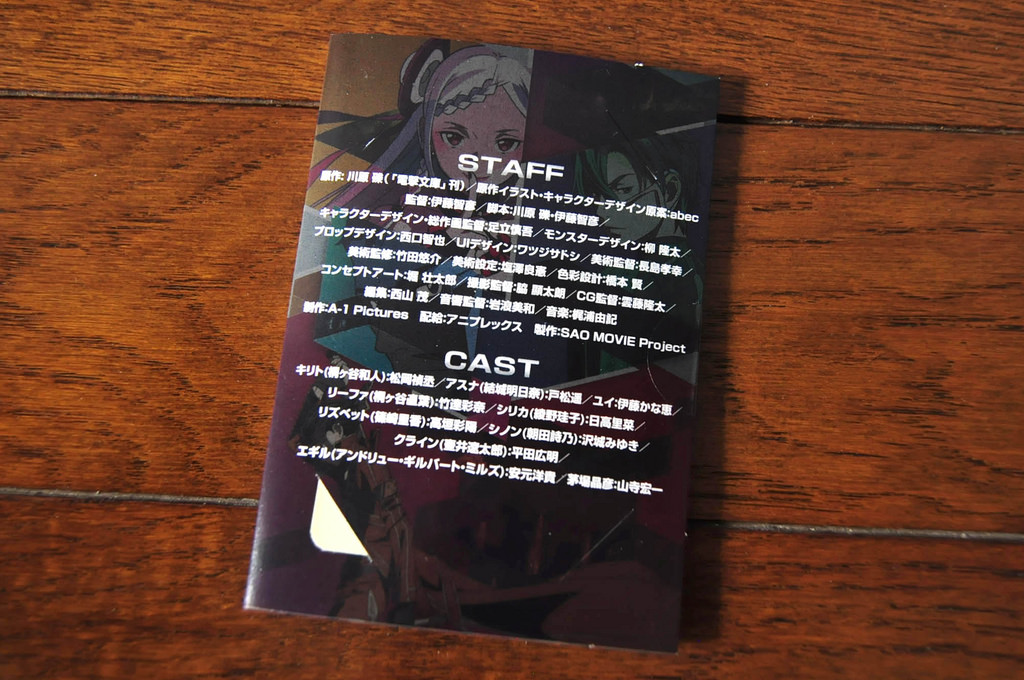 STAFF
原作:川原 礫(「電撃文庫」刊)/原作イラスト・キャラクターデザイン原案:abec
監督:伊藤智彦/脚本:川原 礫・伊藤智彦/
キャラクターデザイン・総作画監督:足立慎吾/モンスターデザイン:柳 隆太/
プロップデザイン:西口智也/UIデザイン:ワツジサトシ/美術監督:長島孝幸/
美術監修:竹田悠介/美術設定:塩澤良憲/色彩設計:橋本 賢/
コンセプトアート:堀 壮太郎/撮影監督:脇 顯太朗/CG監督:雲藤隆太/
編集:西山 茂/音響監督:岩浪美和/音楽:梶浦由記
制作:A-1 Pictures 配給:アニプレックス 製作:SAO MOVIE Project
CAST
キリト(桐ヶ谷和人):松岡禎丞/アスナ(結城明日奈):戸松遥/ユイ:伊藤かな恵/
リーファ(桐ヶ谷直葉):竹達彩奈/シリカ(綾野珪子):日高里菜/
リズベット(篠崎里香):高垣彩陽/シノン(朝田詩乃):沢城みゆき/
クライン(壷井遼太郎):平田広明/
エギル(アンドリュー・ギルバート・ミルズ):安元洋貴/茅場晶彦:山寺宏一